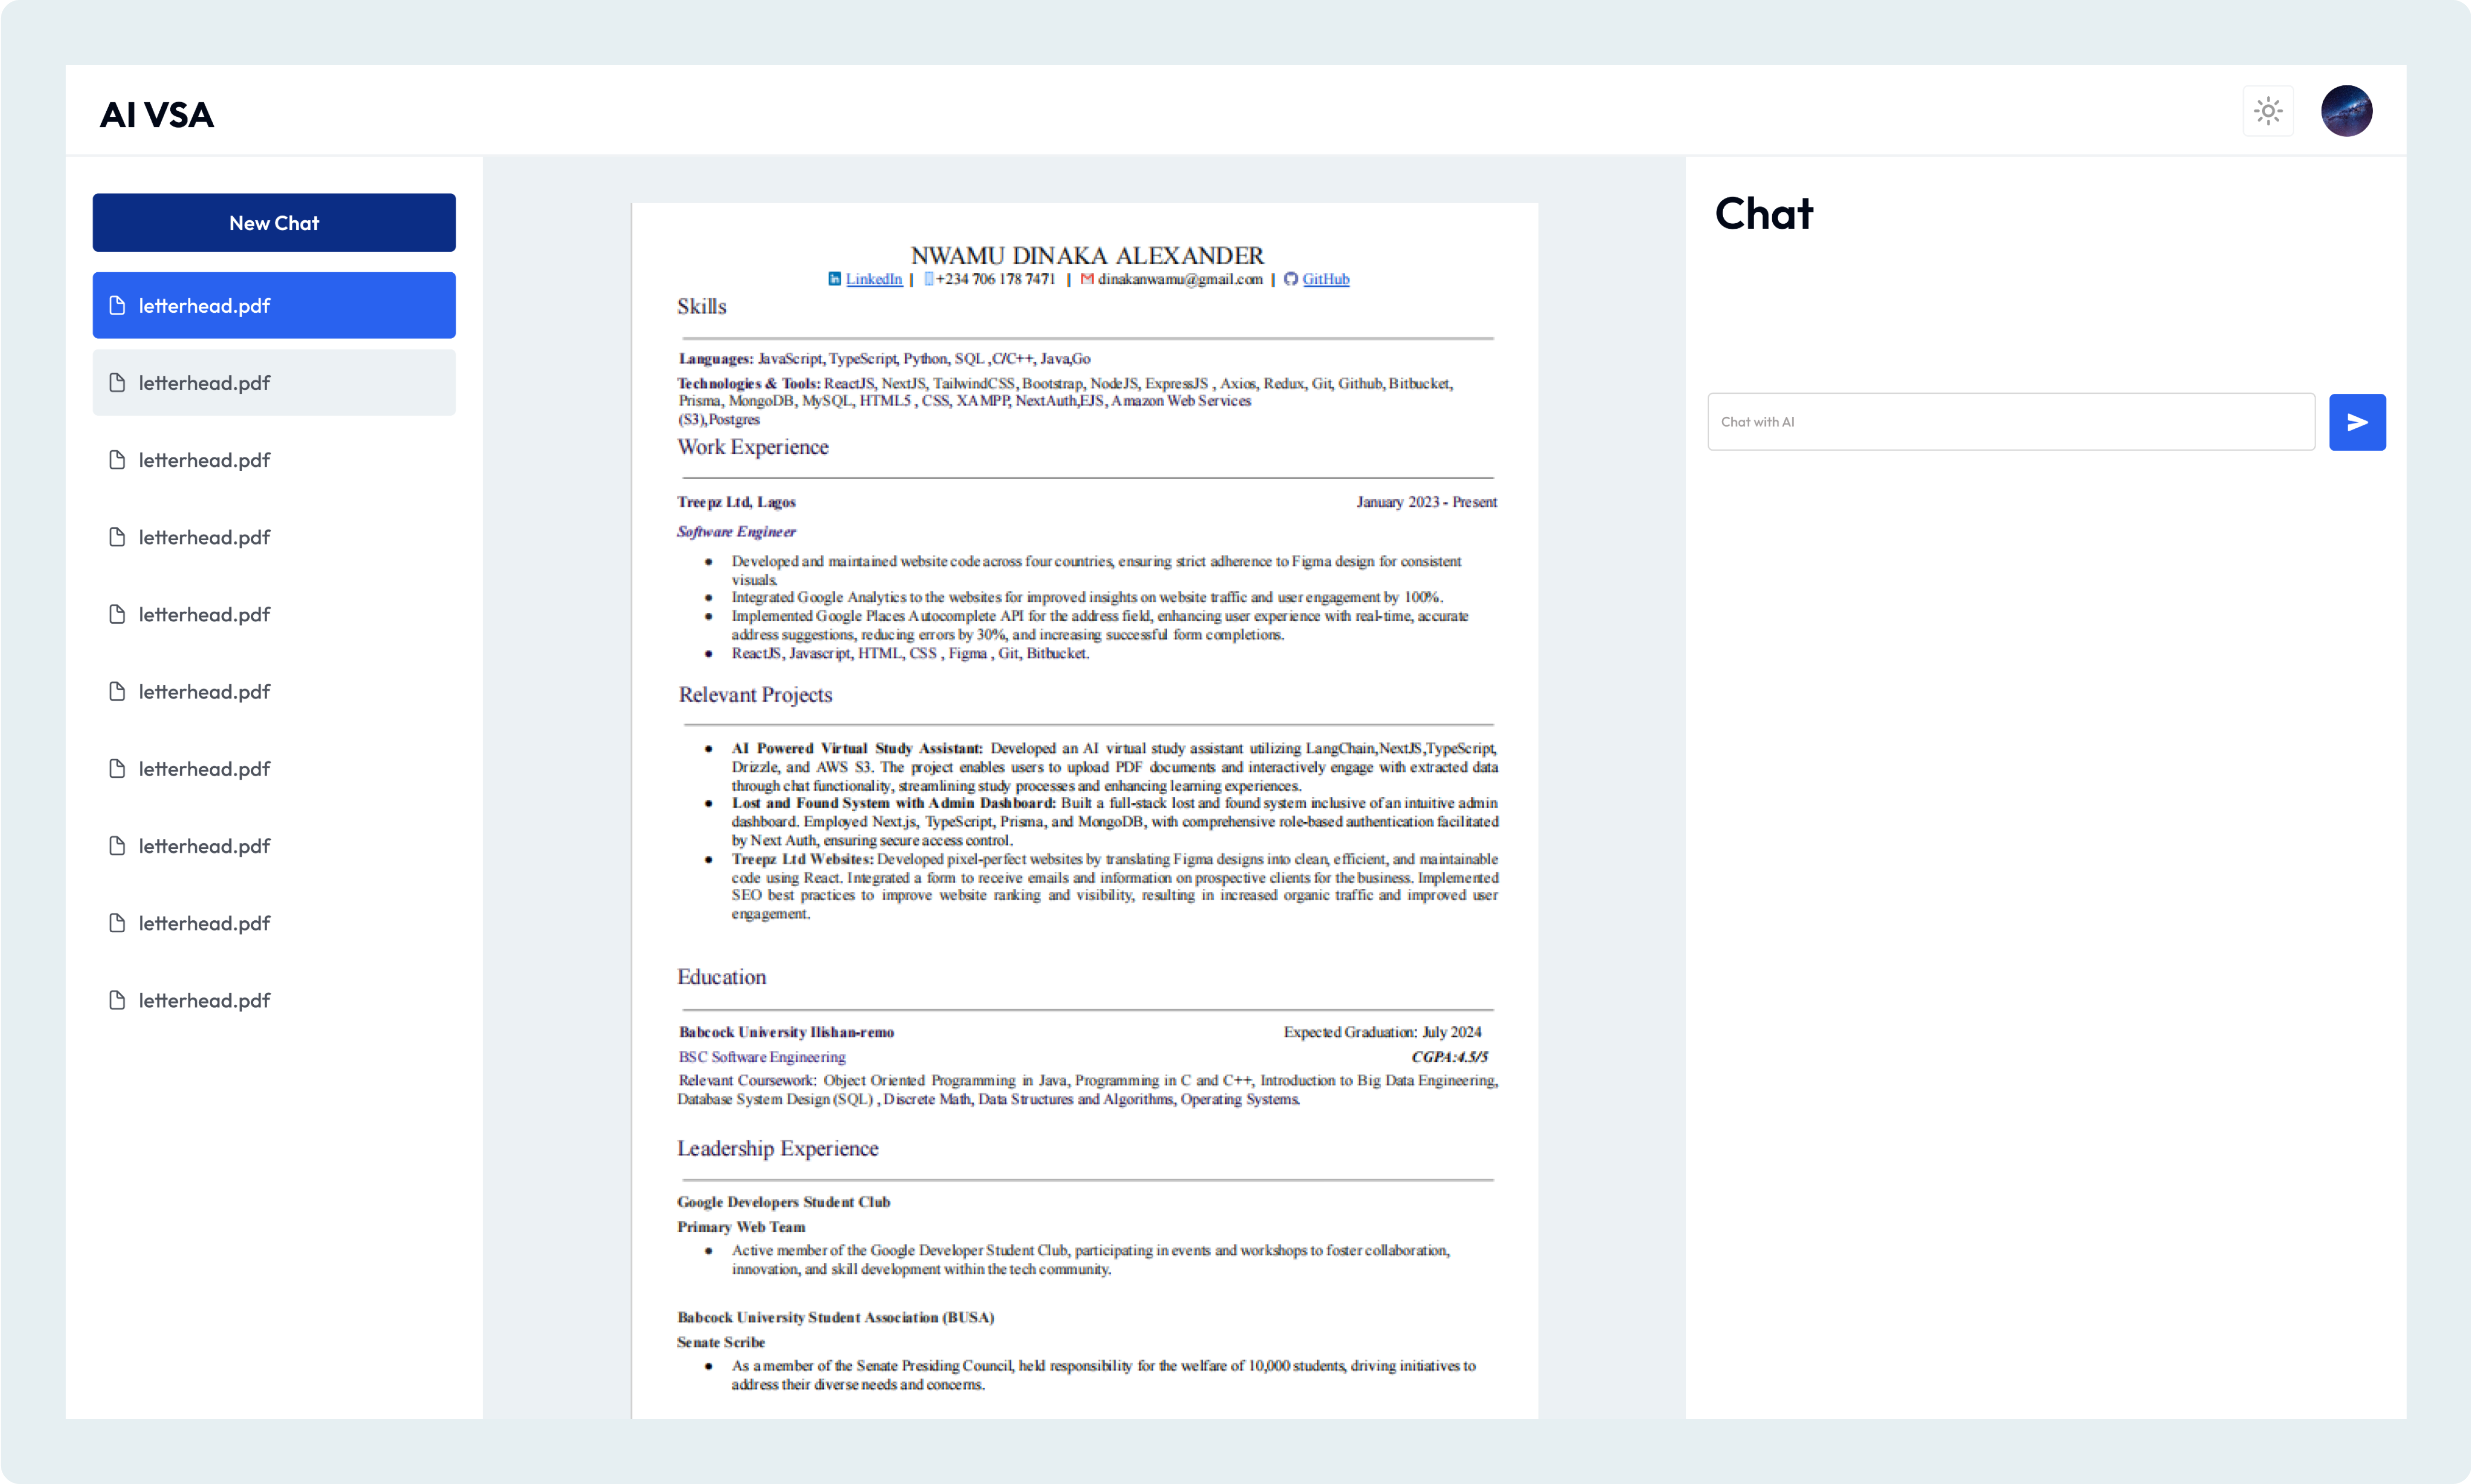 AI VSA
New Chat
letterhead.pdf
letterhead.pdf
letterhead.pdf
letterhead.pdf
letterhead.pdf
letterhead.pdf
letterhead.pdf
letterhead.pdf
letterhead.pdf
letterhead.pdf
NWAMU DINAKA ALEXANDER
LinkedIn | +234 706 178 7471 | dinakanwamu@gmail.com | GitHub
Skills
Languages: JavaScript, TypeScript, Python, SQL ,C/C++, Java,Go
Technologies & Tools: ReactJS, NextJS, TailwindCSS, Bootstrap, NodeJS, ExpressJS , Axios, Redux, Git, Github, Bitbucket,
Prisma, MongoDB, MySQL, HTML5 , CSS, XAMPP, NextAuth,EJS, Amazon Web Services
(S3),Postgres
Work Experience
Treepz Ltd, Lagos January 2023 - Present
Software Engineer
● Developed and maintained website code across four countries, ensuring strict adherence to Figma design for consistent
visuals.
● Integrated Google Analytics to the websites for improved insights on website traffic and user engagement by 100%.
● Implemented Google Places Autocomplete API for the address field, enhancing user experience with real-time, accurate
address suggestions, reducing errors by 30%, and increasing successful form completions.
● ReactJS, Javascript, HTML, CSS , Figma , Git, Bitbucket.
Relevant Projects
● AI Powered Virtual Study Assistant: Developed an AI virtual study assistant utilizing LangChain,NextJS,TypeScript,
Drizzle, and AWS S3. The project enables users to upload PDF documents and interactively engage with extracted data
through chat functionality, streamlining study processes and enhancing learning experiences.
● Lost and Found System with Admin Dashboard: Built a full-stack lost and found system inclusive of an intuitive admin
dashboard. Employed Next.js, TypeScript, Prisma, and MongoDB, with comprehensive role-based authentication facilitated
by Next Auth, ensuring secure access control.
● Treepz Ltd Websites: Developed pixel-perfect websites by translating Figma designs into clean, efficient, and maintainable
code using React. Integrated a form to receive emails and information on prospective clients for the business. Implemented
SEO best practices to improve website ranking and visibility, resulting in increased organic traffic and improved user
engagement.
Education
Babcock University Ilishan-remo Expected Graduation: July 2024
BSC Software Engineering CGPA:4.5/5
Relevant Coursework: Object Oriented Programming in Java, Programming in C and C++, Introduction to Big Data Engineering,
Database System Design (SQL) , Discrete Math, Data Structures and Algorithms, Operating Systems.
Leadership Experience
Google Developers Student Club
Primary Web Team
● Active member of the Google Developer Student Club, participating in events and workshops to foster collaboration,
innovation, and skill development within the tech community.
Babcock University Student Association (BUSA)
Senate Scribe
● As a member of the Senate Presiding Council, held responsibility for the welfare of 10,000 students, driving initiatives to
address their diverse needs and concerns.
Chat
Chat with AI